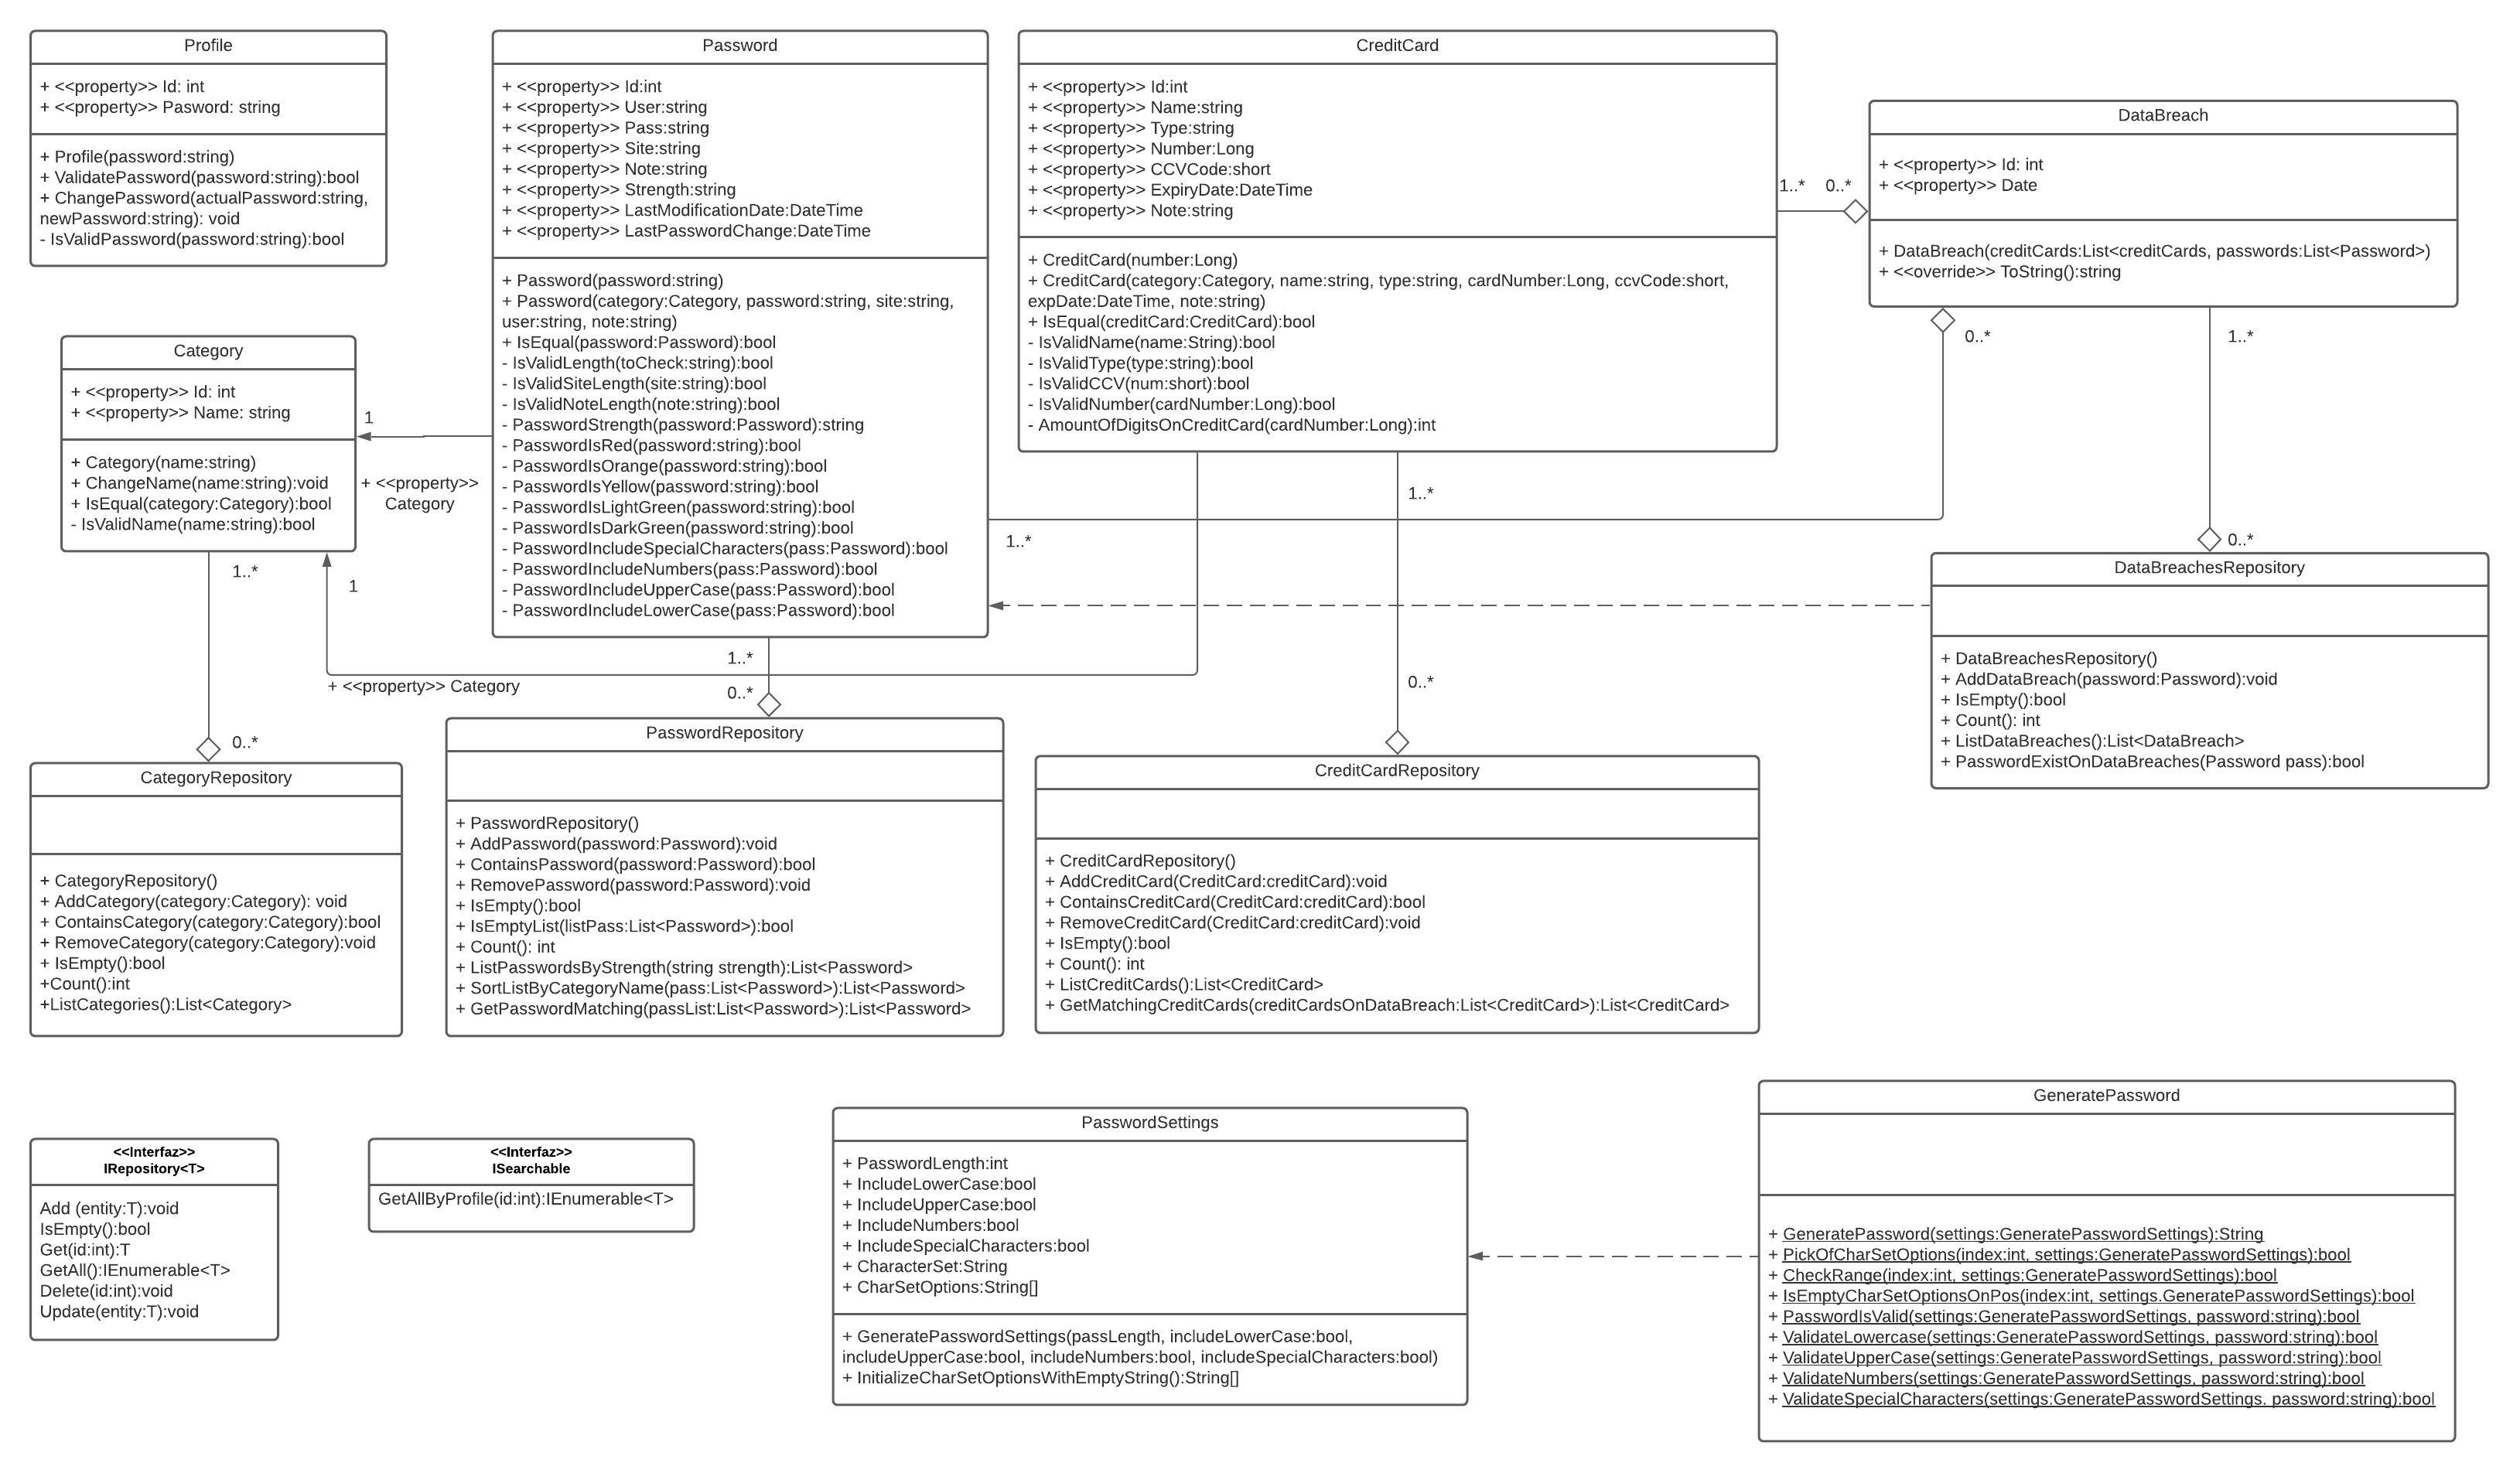 Profile
+ <<property>> Id: int
+ <<property>> Pasword: string
+ Profile(password:string)
+ ValidatePassword(password:string):bool
+ ChangePassword(actualPassword:string,
newPassword:string): void
- IsValidPassword(password:string):bool
Password
+ <<property>> Id:int
+ <<property>> User:string
+ <<property>> Pass:string
+ <<property>> Site:string
+ <<property>> Note:string
+ <<property>> Strength:string
+ <<property>> LastModificationDate:DateTime
+ <<property>> LastPasswordChange:DateTime
+ Password(password:string)
+ Password(category:Category, password:string, site:string,
user:string, note:string)
+ IsEqual(password:Password):bool
- IsValidLength(toCheck:string):bool
- IsValidSiteLength(site:string):bool
- IsValidNoteLength(note:string):bool
- PasswordStrength(password:Password):string
- PasswordIsRed(password:string):bool
- PasswordIsOrange(password:string):bool
- PasswordIsYellow(password:string):bool
- PasswordIsLightGreen(password:string):bool
- PasswordIsDarkGreen(password:string):bool
- PasswordIncludeSpecialCharacters(pass:Password):bool
- PasswordIncludeNumbers(pass:Password):bool
- PasswordIncludeUpperCase(pass:Password):bool
- PasswordIncludeLowerCase(pass:Password):bool
CreditCard
+ <<property>> Id:int
+ <<property>> Name:string
+ <<property>> Type:string
+ <<property>> Number:Long
+ <<property>> CCVCode:short
+ <<property>> ExpiryDate:DateTime
+ <<property>> Note:string
+ CreditCard(number:Long)
+ CreditCard(category:Category, name:string, type:string, cardNumber:Long, ccvCode:short,
expDate:DateTime, note:string)
+ IsEqual(creditCard:CreditCard):bool
- IsValidName(name:String):bool
- IsValidType(type:string):bool
- IsValidCCV(num:short):bool
- IsValidNumber(cardNumber:Long):bool
- AmountOfDigitsOnCreditCard(cardNumber:Long):int
1..* 0..*
DataBreach
+ <<property>> Id: int
+ <<property>> Date
+ DataBreach(creditCards:List<creditCards, passwords:List<Password>)
+ <<override>> ToString():string
0..*
1..*
Category
+ <<property>> Id: int
+ <<property>> Name: string
+ Category(name:string)
+ ChangeName(name:string):void
+ IsEqual(category:Category):bool
- IsValidName(name:string):bool
1
+ <<property>>
Category
1..*
1..*
0..*
1..*
1
1..*
+ <<property>> Category
0..*
0..*
0..*
DataBreachesRepository
+ DataBreachesRepository()
+ AddDataBreach(password:Password):void
+ IsEmpty():bool
+ Count(): int
+ ListDataBreaches():List<DataBreach>
+ PasswordExistOnDataBreaches(Password pass):bool
CategoryRepository
+ CategoryRepository()
+ AddCategory(category:Category): void
+ ContainsCategory(category:Category):bool
+ RemoveCategory(category:Category):void
+ IsEmpty():bool
+Count():int
+ListCategories():List<Category>
PasswordRepository
+ PasswordRepository()
+ AddPassword(password:Password):void
+ ContainsPassword(password:Password):bool
+ RemovePassword(password:Password):void
+ IsEmpty():bool
+ IsEmptyList(listPass:List<Password>):bool
+ Count(): int
+ ListPasswordsByStrength(string strength):List<Password>
+ SortListByCategoryName(pass:List<Password>):List<Password>
+ GetPasswordMatching(passList:List<Password>):List<Password>
CreditCardRepository
+ CreditCardRepository()
+ AddCreditCard(CreditCard:creditCard):void
+ ContainsCreditCard(CreditCard:creditCard):bool
+ RemoveCreditCard(CreditCard:creditCard):void
+ IsEmpty():bool
+ Count(): int
+ ListCreditCards():List<CreditCard>
+ GetMatchingCreditCards(creditCardsOnDataBreach:List<CreditCard>):List<CreditCard>
<<Interfaz>>
IRepository<T>
Add (entity:T):void
IsEmpty():bool
Get(id:int):T
GetAll():IEnumerable<T>
Delete(id:int):void
Update(entity:T):void
<<Interfaz>>
ISearchable
GetAllByProfile(id:int):IEnumerable<T>
PasswordSettings
+ PasswordLength:int
+ IncludeLowerCase:bool
+ IncludeUpperCase:bool
+ IncludeNumbers:bool
+ IncludeSpecialCharacters:bool
+ CharacterSet:String
+ CharSetOptions:String[]
+ GeneratePasswordSettings(passLength, includeLowerCase:bool,
includeUpperCase:bool, includeNumbers:bool, includeSpecialCharacters:bool)
+ InitializeCharSetOptionsWithEmptyString():String[]
GeneratePassword
+ GeneratePassword(settings:GeneratePasswordSettings):String
+ PickOfCharSetOptions(index:int, settings:GeneratePasswordSettings):bool
+ CheckRange(index:int, settings:GeneratePasswordSettings):bool
+ IsEmptyCharSetOptionsOnPos(index:int, settings.GeneratePasswordSettings):bool
+ PasswordIsValid(settings:GeneratePasswordSettings, password:string):bool
+ ValidateLowercase(settings:GeneratePasswordSettings, password:string):bool
+ ValidateUpperCase(settings:GeneratePasswordSettings, password:string):bool
+ ValidateNumbers(settings:GeneratePasswordSettings, password:string):bool
+ ValidateSpecialCharacters(settings:GeneratePasswordSettings. password:string):bool